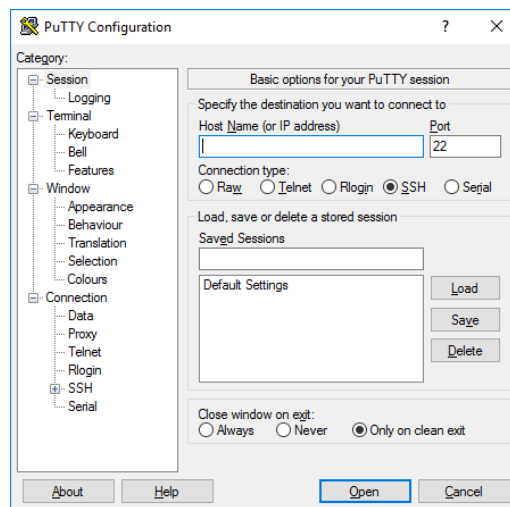 PuTTY Configuration ? ×
Category:
Session
Logging
Terminal
Keyboard
Bell
Features
Window
Appearance
Behaviour
Translation
Selection
Colours
Connection
Data
Proxy
Telnet
Rlogin
SSH
Serial
Basic options for your PuTTY session
Specify the destination you want to connect to
Host Name (or IP address) Port
22
Connection type:
Raw Telnet Rlogin SSH Serial
Load, save or delete a stored session
Saved Sessions
Default Settings
Load
Save
Delete
Close window on exit:
Always Never Only on clean exit
About Help Open Cancel